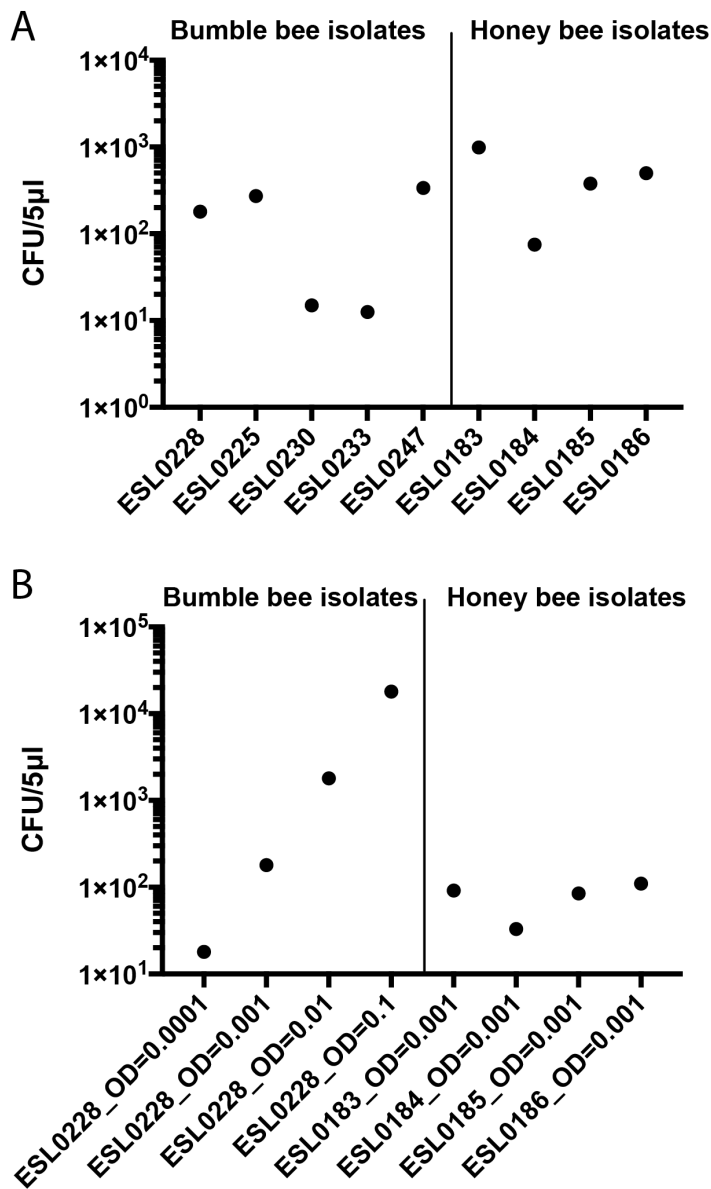 A
Bumble bee isolates
Honey bee isolates
CFU/5µl
1×10⁴
1×10³
1×10²
1×10¹
1×10⁰
ESL0228
ESL0225
ESL0230
ESL0233
ESL0247
ESL0183
ESL0184
ESL0185
ESL0186
B
Bumble bee isolates
Honey bee isolates
CFU/5µl
1×10⁵
1×10⁴
1×10³
1×10²
1×10¹
ESL0228_OD=0.0001
ESL0228_OD=0.001
ESL0228_OD=0.01
ESL0228_OD=0.1
ESL0183_OD=0.001
ESL0184_OD=0.001
ESL0185_OD=0.001
ESL0186_OD=0.001